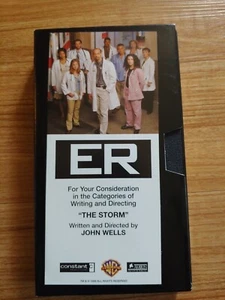 ER
For Your Consideration
in the Categories of
Writing and Directing
"THE STORM"
Written and Directed by
JOHN WELLS
constant c
WB